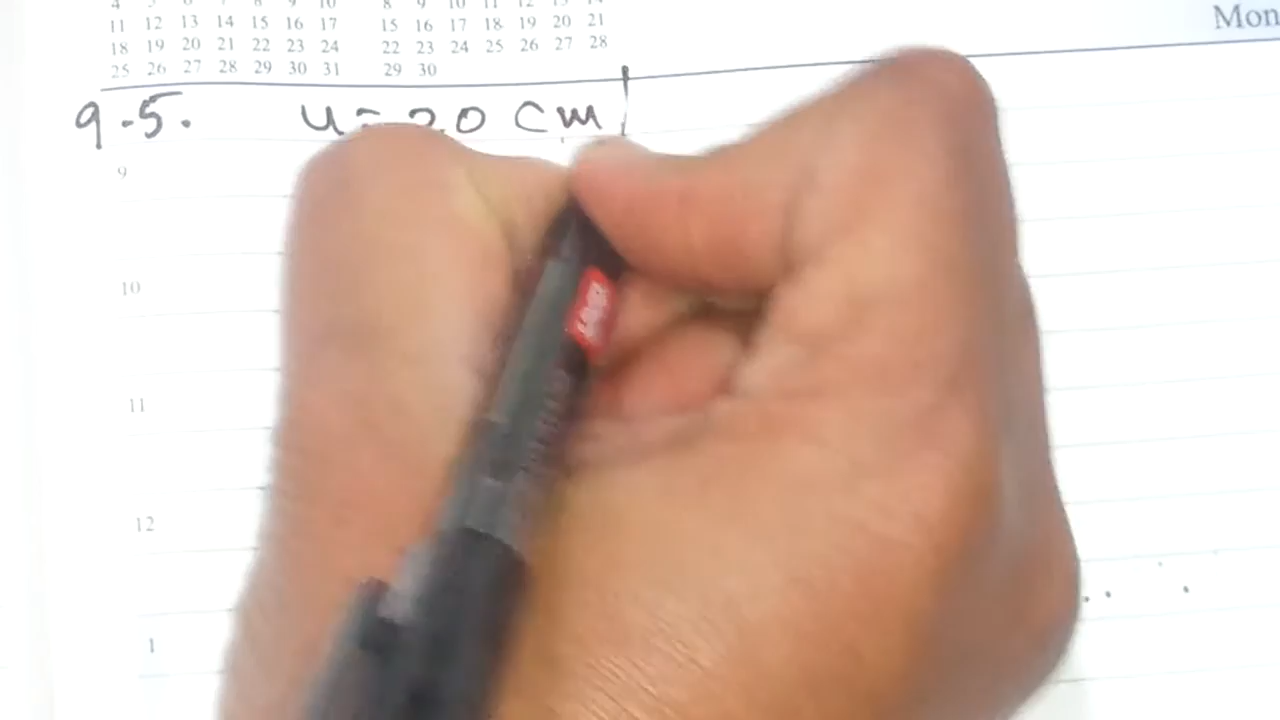 4 5 6 7 8 9 10 8 9 10 11 12 13 14
11 12 13 14 15 16 17 15 16 17 18 19 20 21
18 19 20 21 22 23 24 22 23 24 25 26 27 28
25 26 27 28 29 30 31 29 30
Mon
9.5. u = 20 cm
9
10
11
12
1